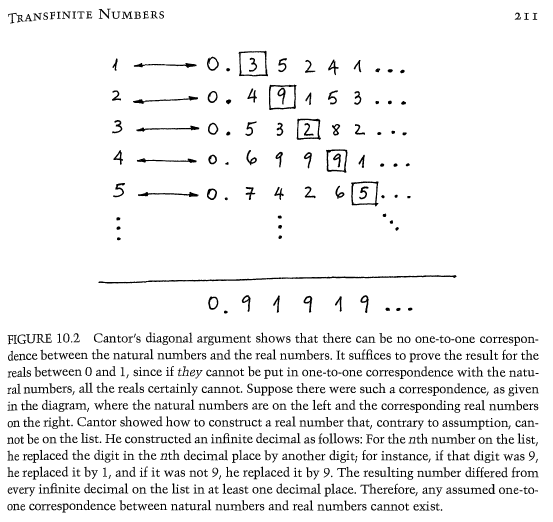 TRANSFINITE NUMBERS 211
1 ⟷ 0. 3 5 2 4 1 ...
2 ⟷ 0. 4 9 1 5 3 ...
3 ⟷ 0. 5 3 2 8 2 ...
4 ⟷ 0. 6 9 9 9 1 ...
5 ⟷ 0. 7 4 2 6 5 ...
⋮ ⋮ ⋱
0. 9 1 9 1 9 ...
FIGURE 10.2 Cantor's diagonal argument shows that there can be no one-to-one correspon-
dence between the natural numbers and the real numbers. It suffices to prove the result for the
reals between 0 and 1, since if they cannot be put in one-to-one correspondence with the natu-
ral numbers, all the reals certainly cannot. Suppose there were such a correspondence, as given
in the diagram, where the natural numbers are on the left and the corresponding real numbers
on the right. Cantor showed how to construct a real number that, contrary to assumption, can-
not be on the list. He constructed an infinite decimal as follows: For the nth number on the list,
he replaced the digit in the nth decimal place by another digit; for instance, if that digit was 9,
he replaced it by 1, and if it was not 9, he replaced it by 9. The resulting number differed from
every infinite decimal on the list in at least one decimal place. Therefore, any assumed one-to-
one correspondence between natural numbers and real numbers cannot exist.